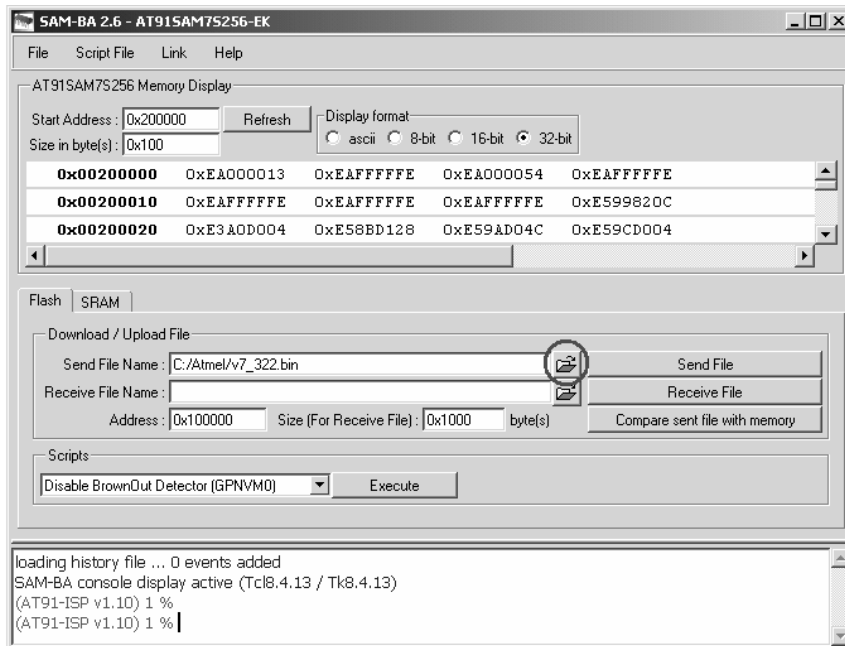 SAM-BA 2.6 - AT91SAM7S256-EK
File Script File Link Help
AT91SAM7S256 Memory Display
Start Address : 0x200000 Refresh Display format
Size in byte(s) : 0x100 ascii 8-bit 16-bit 32-bit
0x00200000 0xEA000013 0xEAFFFFFE 0xEA000054 0xEAFFFFFE
0x00200010 0xEAFFFFFE 0xEAFFFFFE 0xEAFFFFFE 0xE599820C
0x00200020 0xE3A0D004 0xE58BD128 0xE59AD04C 0xE59CD004
Flash SRAM
Download / Upload File
Send File Name : C:/Atmel/v7_322.bin Send File
Receive File Name : Receive File
Address : 0x100000 Size (For Receive File) : 0x1000 byte(s) Compare sent file with memory
Scripts
Disable BrownOut Detector (GPNVM0) Execute
loading history file ... 0 events added
SAM-BA console display active (Tcl8.4.13 / Tk8.4.13)
(AT91-ISP v1.10) 1 %
(AT91-ISP v1.10) 1 %